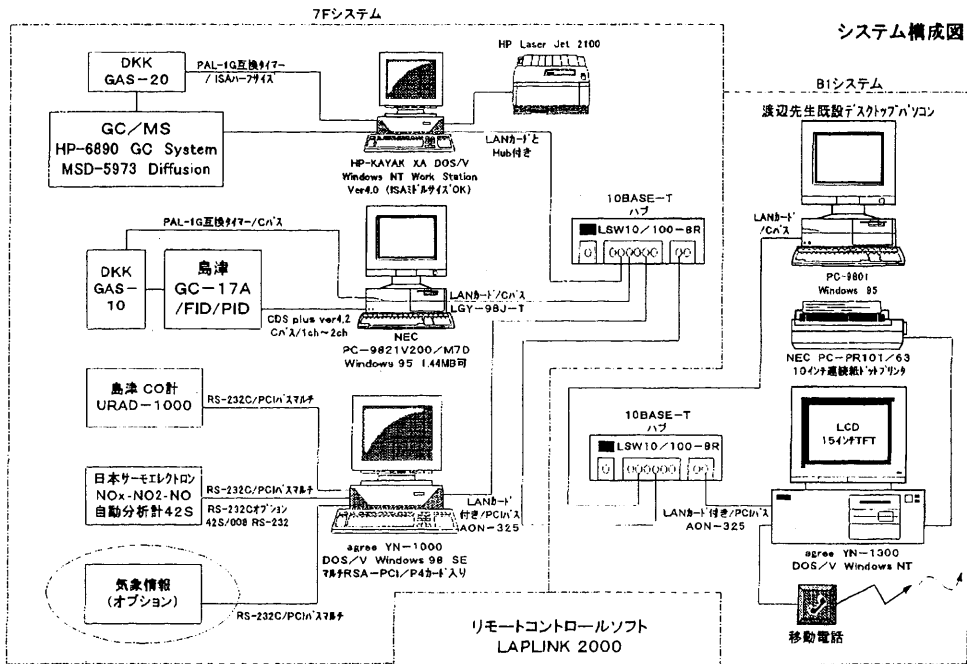 7Fシステム
システム構成図
DKK
GAS-20
PAL-1G互換タイマー
/ISAハーフサイズ
HP Laser Jet 2100
B1システム
渡辺先生既設デスクトップパソコン
GC/MS
HP-6890 GC System
MSD-5973 Diffusion
LANカードと
Hub付き
HP-KAYAK XA DOS/V
Windows NT Work Station
Ver4.0 (ISAミドルサイズOK)
10BASE-T
ハブ
LSW10/100-8R
LANカード
/Cバス
PC-9801
Windows 95
PAL-1G互換タイマー/Cバス
DKK
GAS-
10
島津
GC-17A
/FID/PID
LANカード/Cバス
LGY-98J-T
CDS plus ver4.2
Cバス/1ch~2ch
NEC
PC-9821V200/M7D
Windows 95 1.44MB可
NEC PC-PR101/63
10インチ連続紙ドットプリンタ
島津 CO計
URAD-1000
RS-232C/PCIバスマルチ
10BASE-T
ハブ
LSW10/100-8R
LCD
15インチTFT
日本サーモエレクトロン
NOx-NO2-NO
自動分析計42S
RS-232C/PCIバスマルチ
RS-232Cオプション
42S/008 RS-232
LANカード
付き/PCIバス
AON-325
LANカード付き/PCIバス
AON-325
agree YN-1000
DOS/V Windows 98 SE
マルチRSA-PCI/P4カード入り
agree YN-1300
DOS/V Windows NT
気象情報
(オプション)
RS-232C/PCIバスマルチ
リモートコントロールソフト
LAPLINK 2000
移動電話